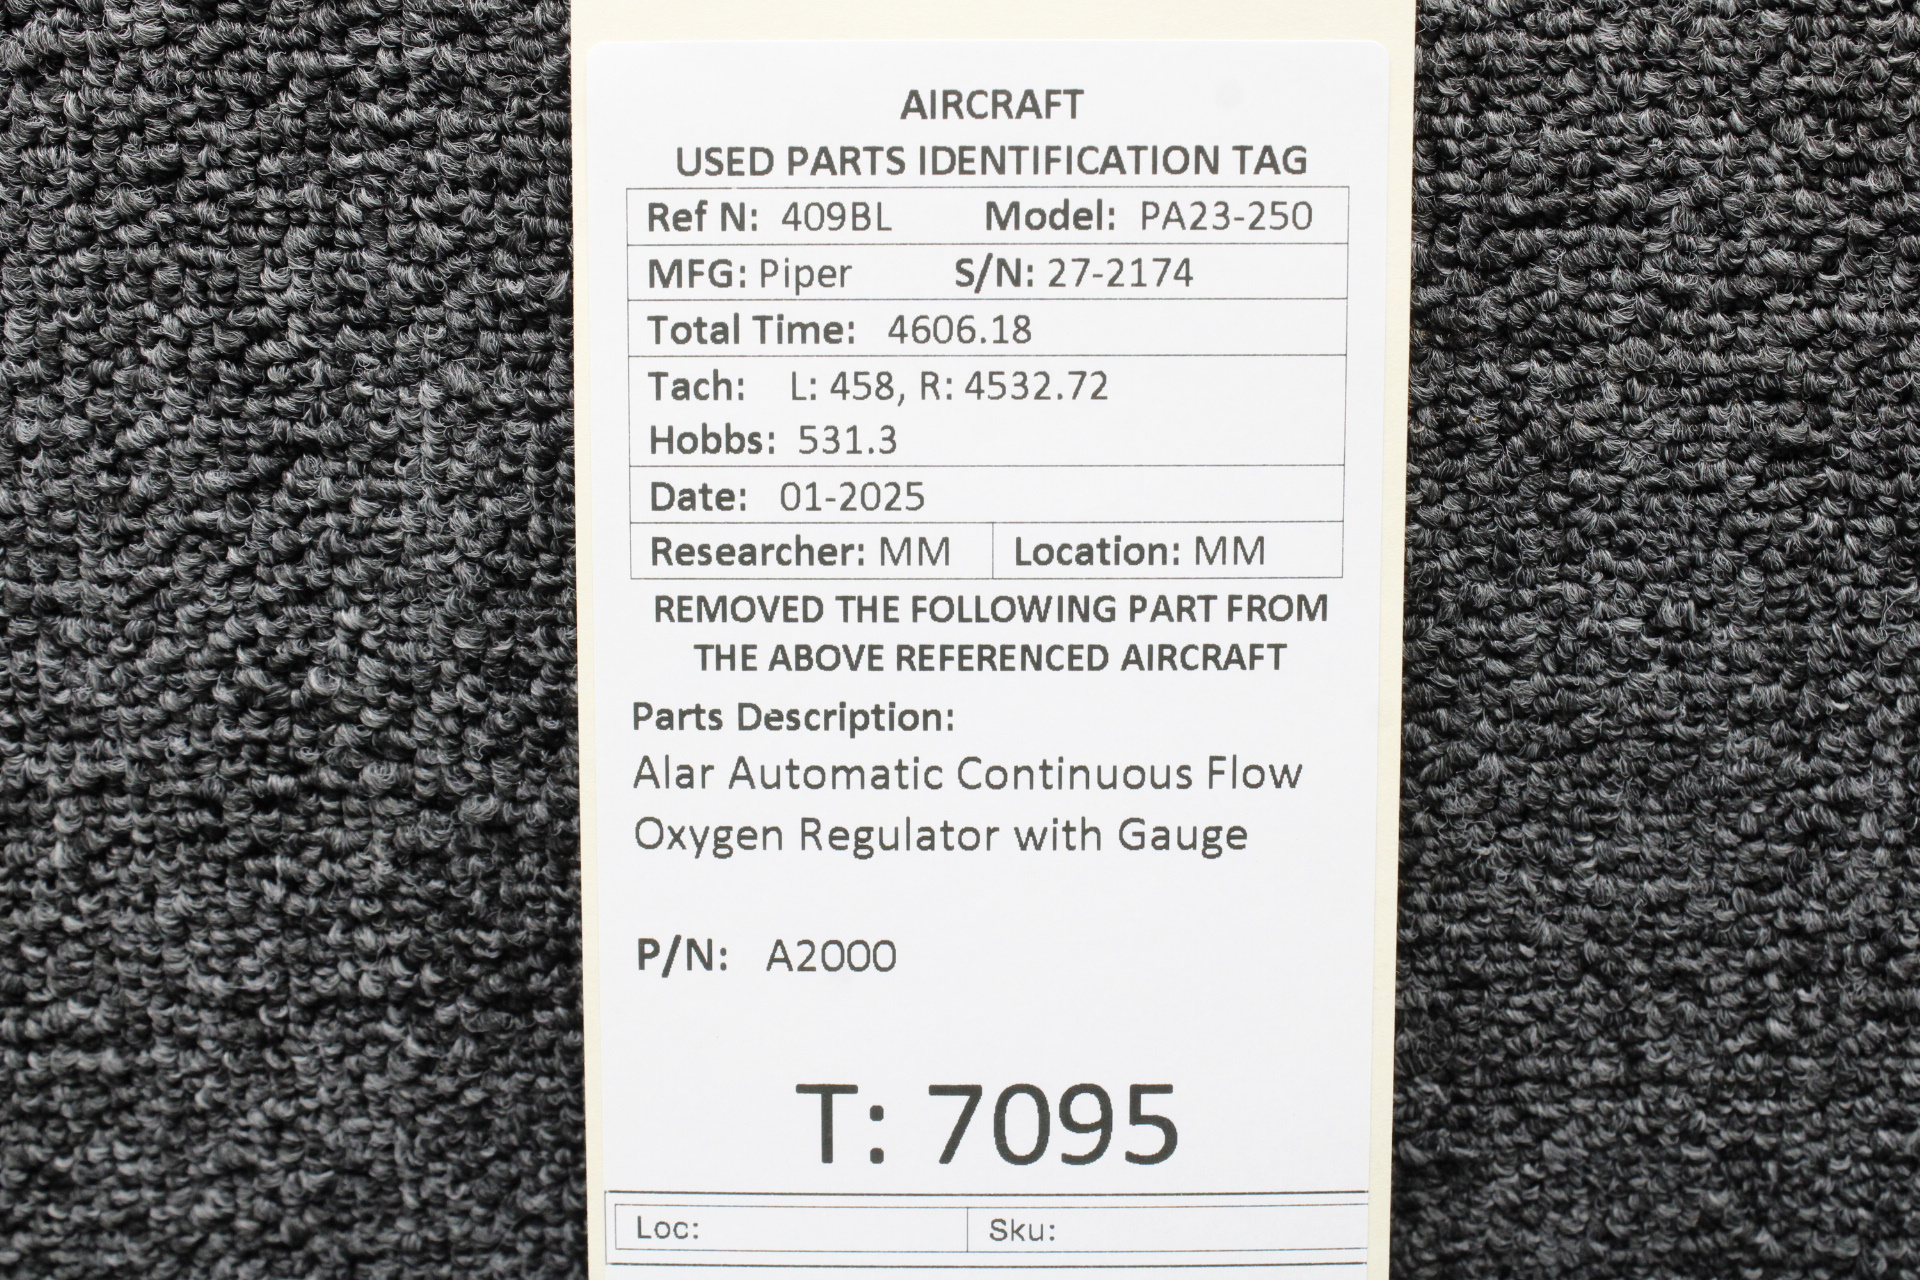 AIRCRAFT
USED PARTS IDENTIFICATION TAG
Ref N: 409BL Model: PA23-250
MFG: Piper S/N: 27-2174
Total Time: 4606.18
Tach: L: 458, R: 4532.72
Hobbs: 531.3
Date: 01-2025
Researcher: MM Location: MM
REMOVED THE FOLLOWING PART FROM
THE ABOVE REFERENCED AIRCRAFT
Parts Description:
Alar Automatic Continuous Flow
Oxygen Regulator with Gauge
P/N: A2000
T: 7095
Loc: Sku: